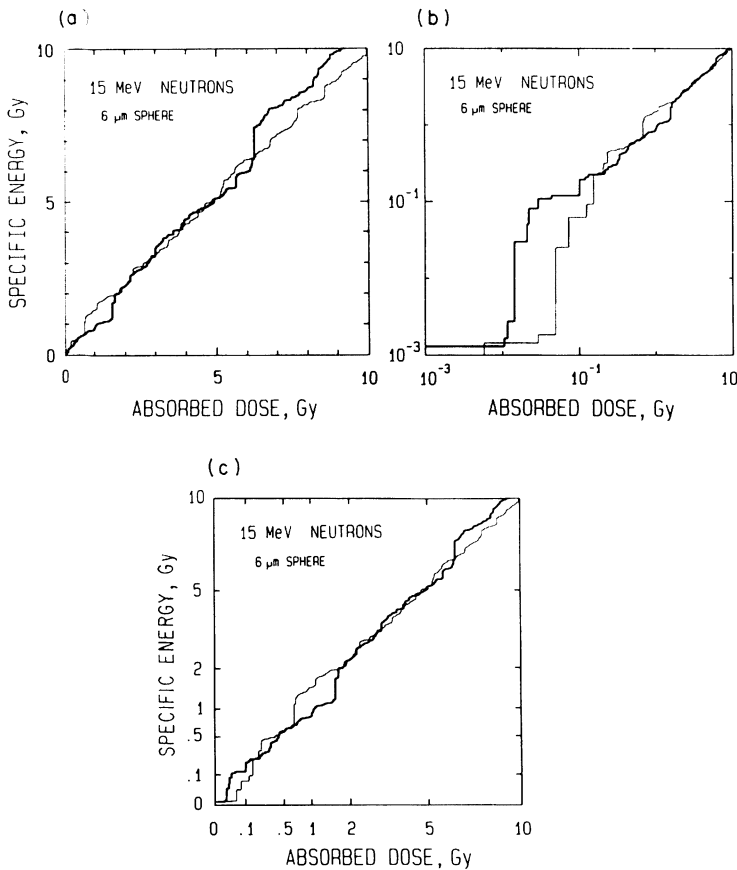 (a)
10
5
0
SPECIFIC ENERGY, Gy
15 MeV NEUTRONS
6 μm SPHERE
0 5 10
ABSORBED DOSE, Gy
(b)
10
10⁻¹
10⁻³
15 MeV NEUTRONS
6 μm SPHERE
10⁻³ 10⁻¹ 10
ABSORBED DOSE, Gy
(c)
10
5
2
1
.5
.1
0
SPECIFIC ENERGY, Gy
15 MeV NEUTRONS
6 μm SPHERE
0 .1 .5 1 2 5 10
ABSORBED DOSE, Gy